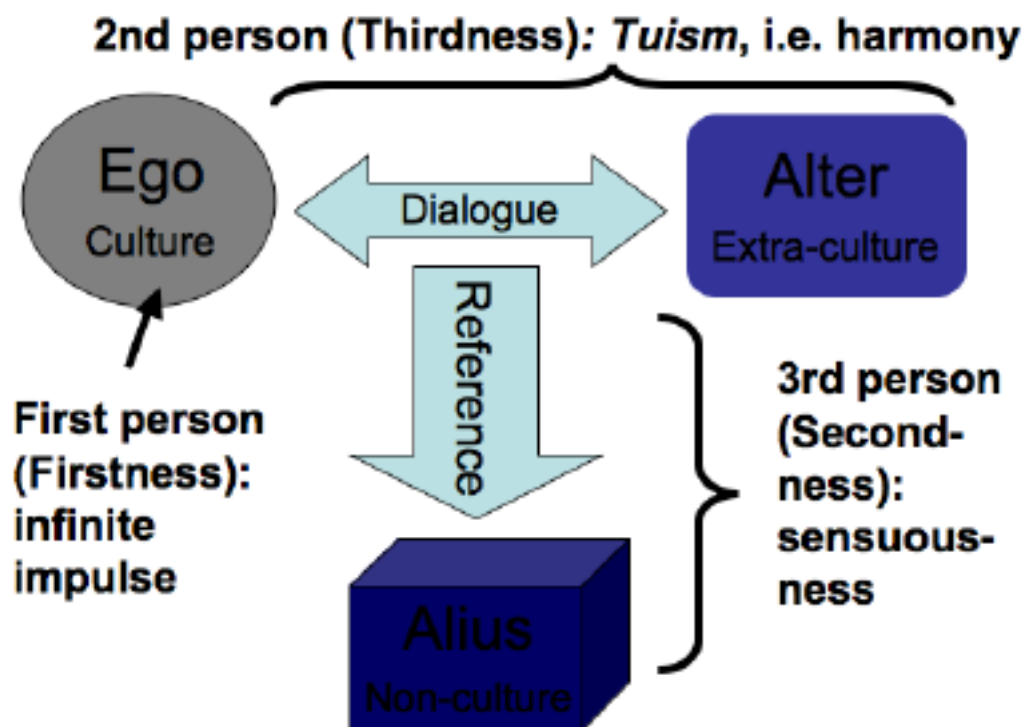 2nd person (Thirdness): Tuism, i.e. harmony
Ego
Culture
Dialogue
Alter
Extra-culture
Reference
First person
(Firstness):
infinite
impulse
3rd person
(Second-
ness):
sensuous-
ness
Alius
Non-culture